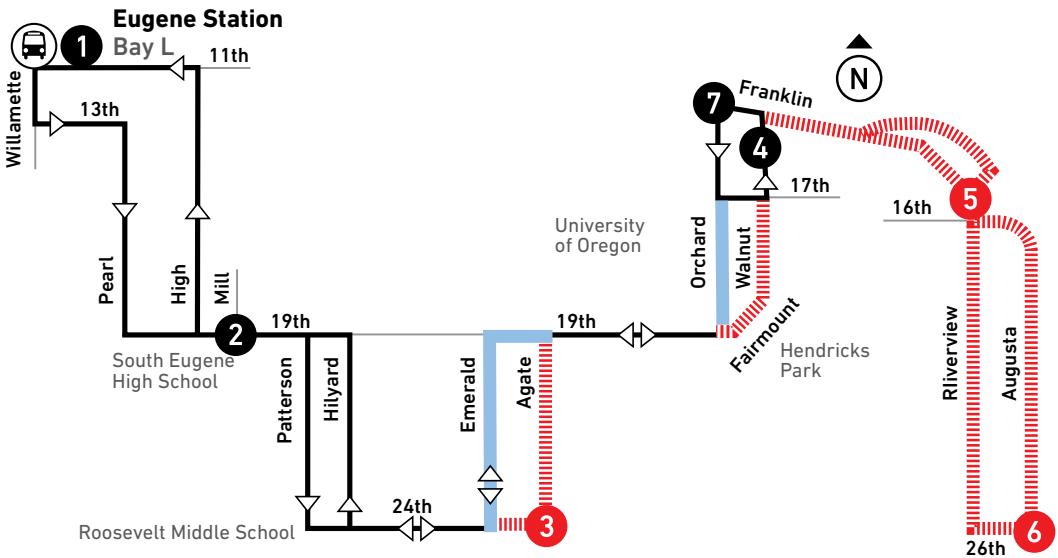 Eugene Station
1
Bay L
11th
Willamette
13th
N
Franklin
7
4
17th
5
16th
University
of Oregon
Orchard
Walnut
Pearl
High
Mill
2
19th
19th
South Eugene
High School
Fairmount
Hendricks
Park
Patterson
Hilyard
Emerald
Agate
Rliverview
Augusta
24th
Roosevelt Middle School
3
6
26th